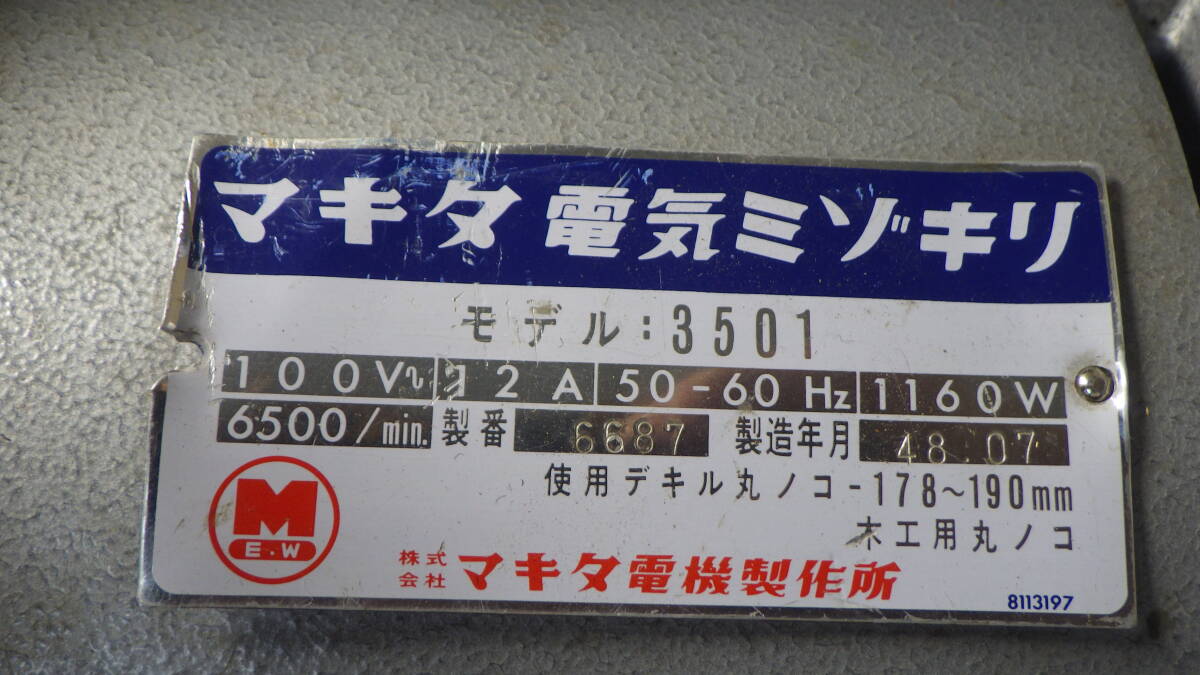 マキタ 電気ミゾキリ
モデル：3501
100V∿ 12A 50-60Hz 1160W
6500/min. 製番 6687 製造年月 48 07
使用デキル丸ノコ-178～190mm
木工用丸ノコ
M
E.W
株式会社 マキタ電機製作所
8113197